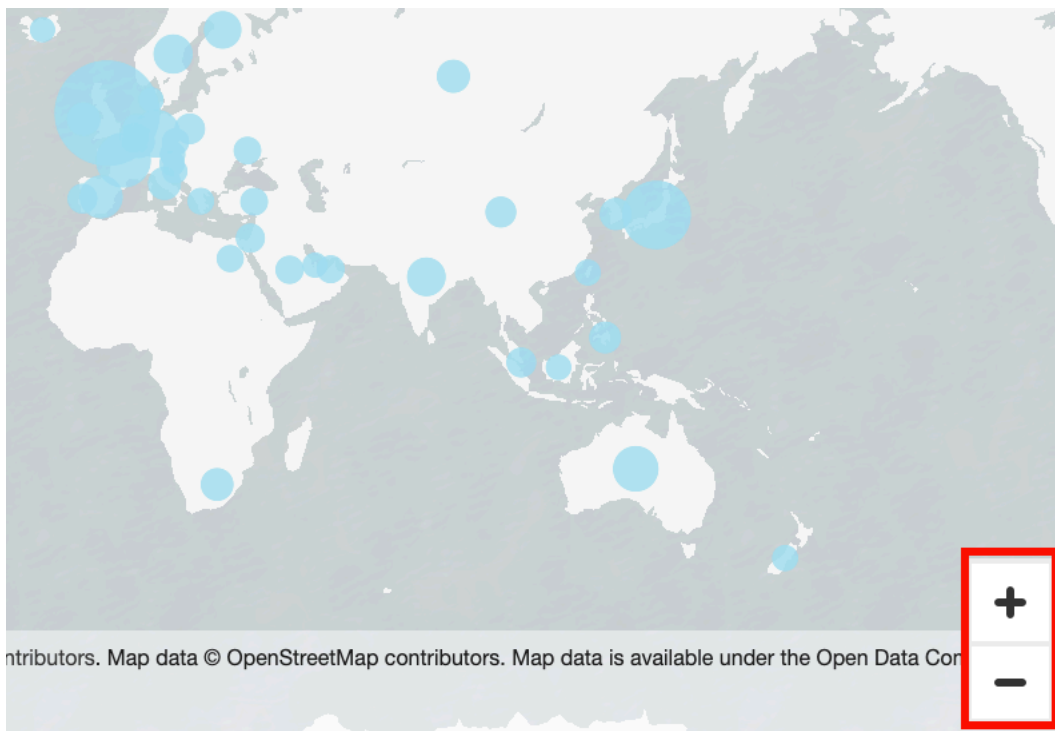 ntributors. Map data © OpenStreetMap contributors. Map data is available under the Open Data Con
+
−